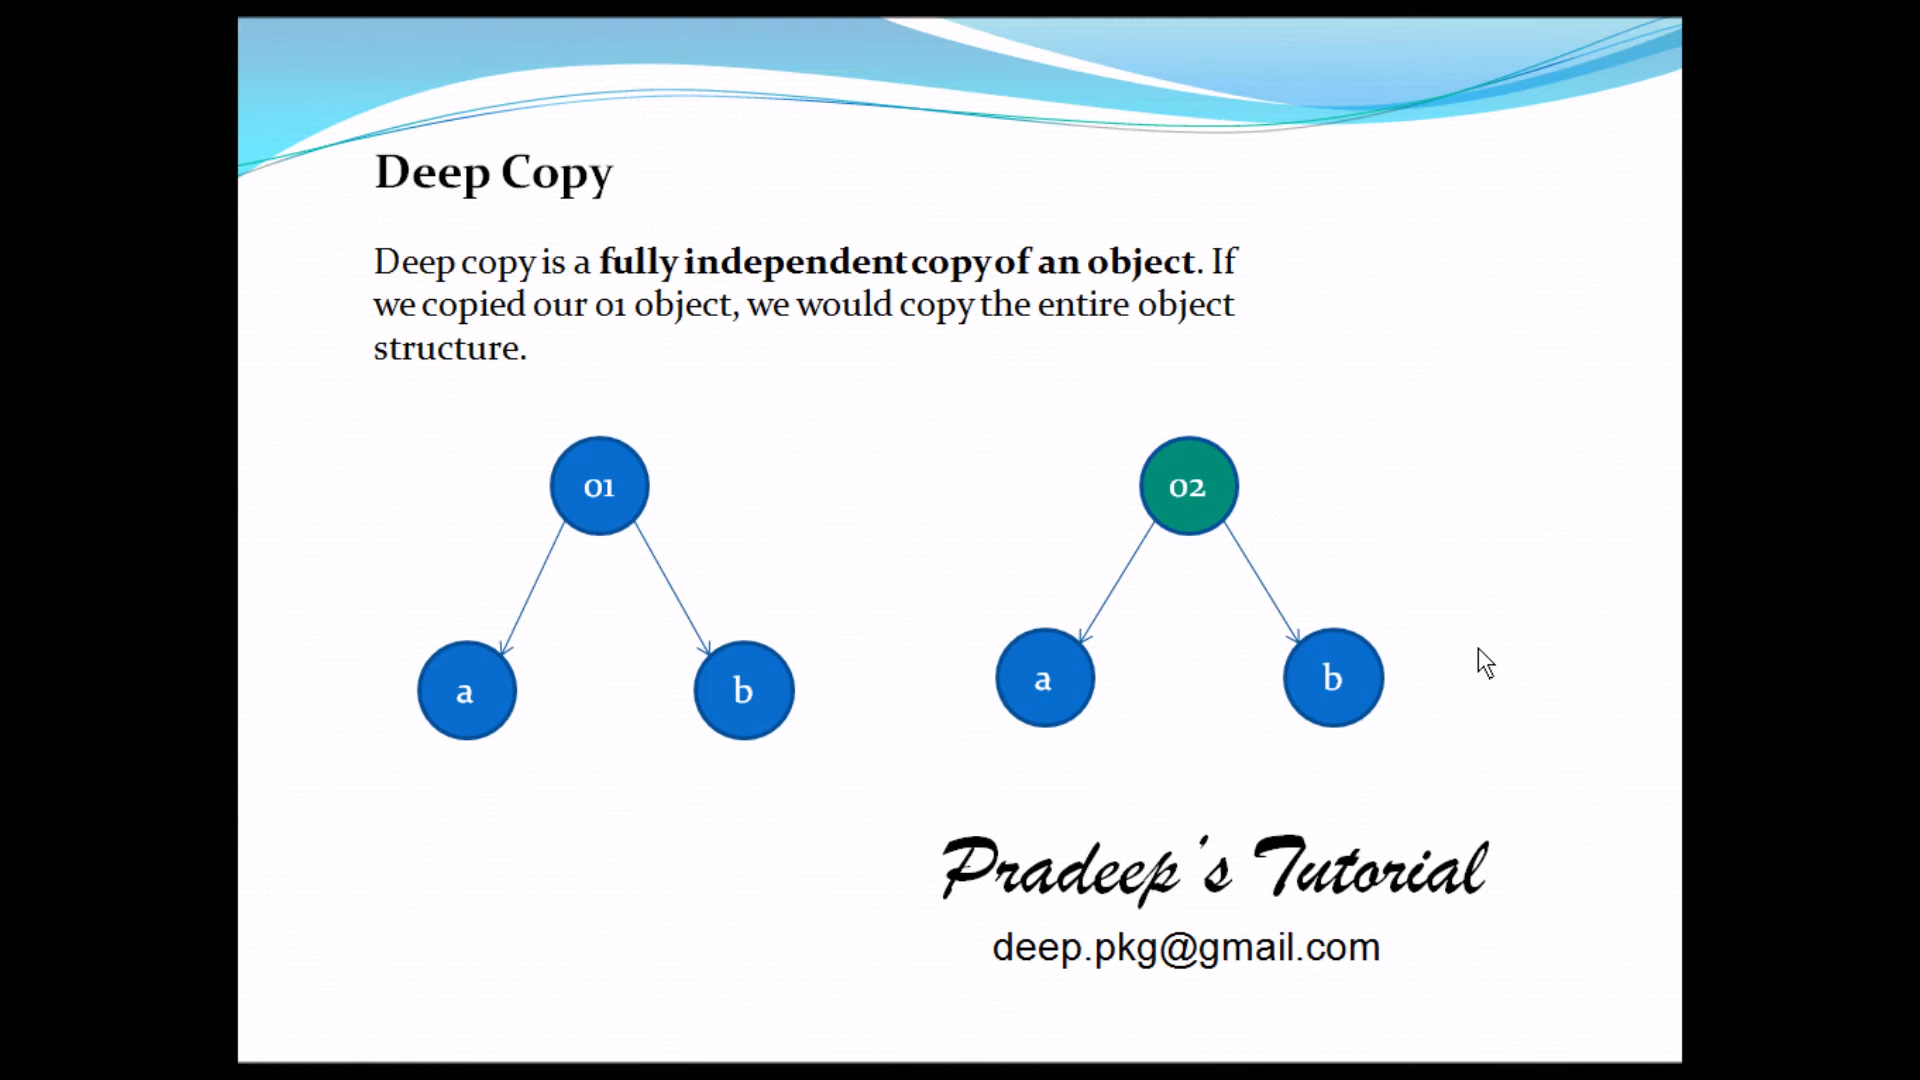 Deep Copy
Deep copy is a fully independent copy of an object. If
we copied our o1 object, we would copy the entire object
structure.
o1
o2
a
b
a
b
Pradeep's Tutorial
deep.pkg@gmail.com